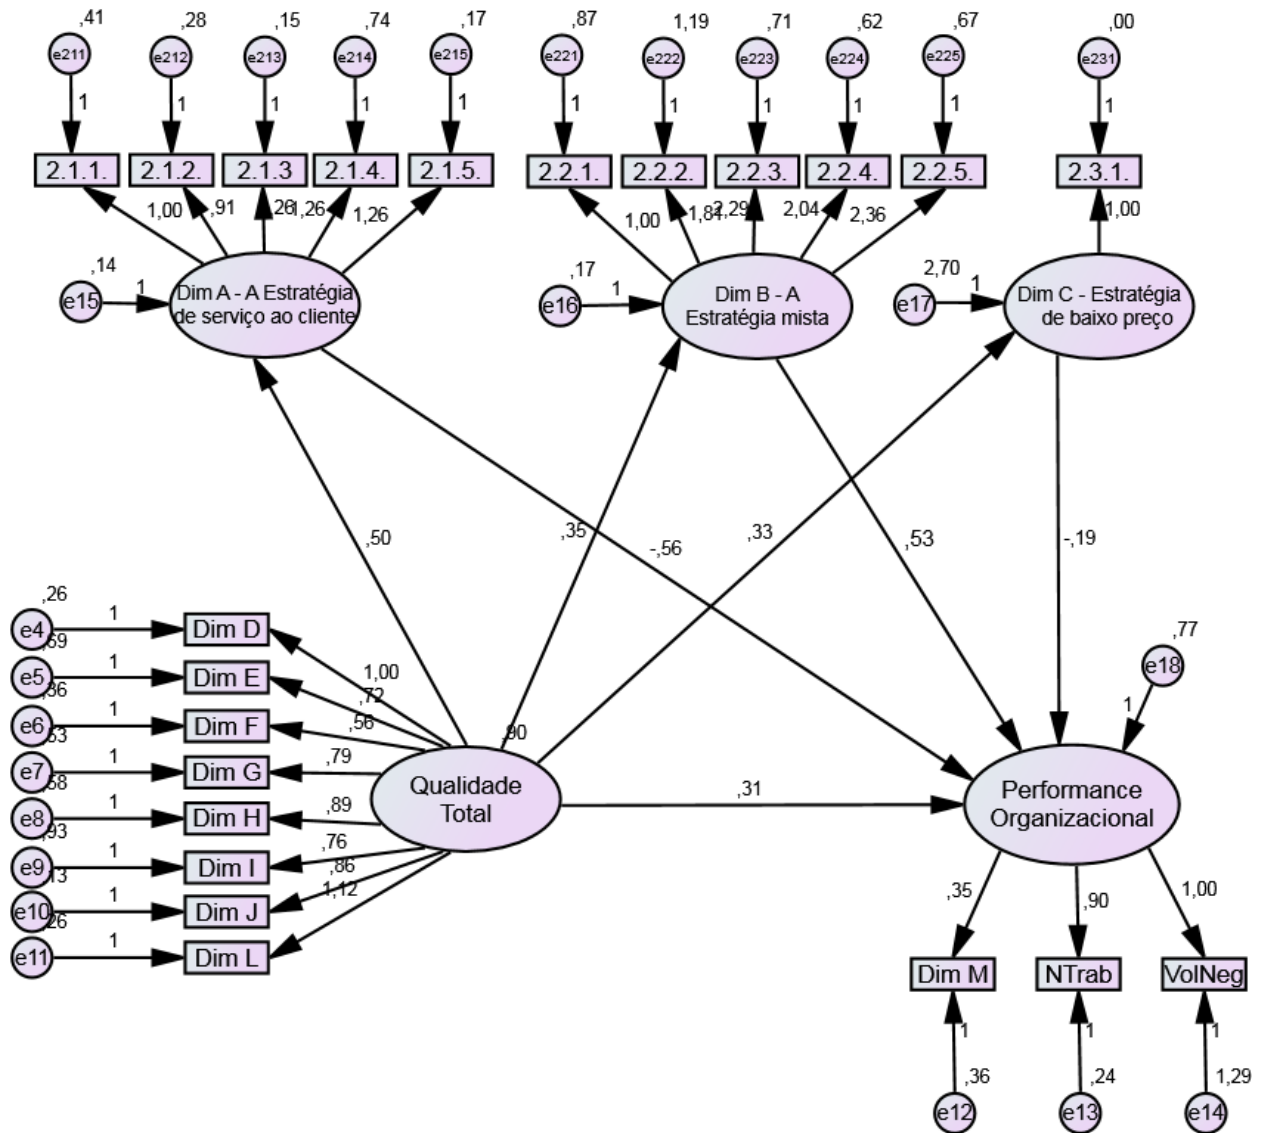 ,41
,28
,15
,74
,17
,87
1,19
,71
,62
,67
,00
e211
e212
e213
e214
e215
e221
e222
e223
e224
e225
e231
1
1
1
1
1
1
1
1
1
1
1
2.1.1.
2.1.2.
2.1.3
2.1.4.
2.1.5.
2.2.1.
2.2.2.
2.2.3.
2.2.4.
2.2.5.
2.3.1.
1,00
,91
1,26
1,26
1,00
2,29
2,04
2,36
1,00
,14
1
e15
Dim A - A Estratégia
de serviço ao cliente
,17
1
e16
Dim B - A
Estratégia mista
2,70
1
e17
Dim C - Estratégia
de baixo preço
,50
,35
-,56
,33
,53
-,19
,26
e4
1
Dim D
,69
e5
1
Dim E
,36
e6
1
Dim F
,53
e7
1
Dim G
,58
e8
1
Dim H
,93
e9
1
Dim I
,13
e10
1
Dim J
,26
e11
1
Dim L
1,00
,72
,56
,79
,89
,76
,86
1,12
,90
Qualidade
Total
,31
,77
e18
1
Performance
Organizacional
,35
,90
1,00
Dim M
NTrab
VolNeg
1
1
1
,36
,24
1,29
e12
e13
e14